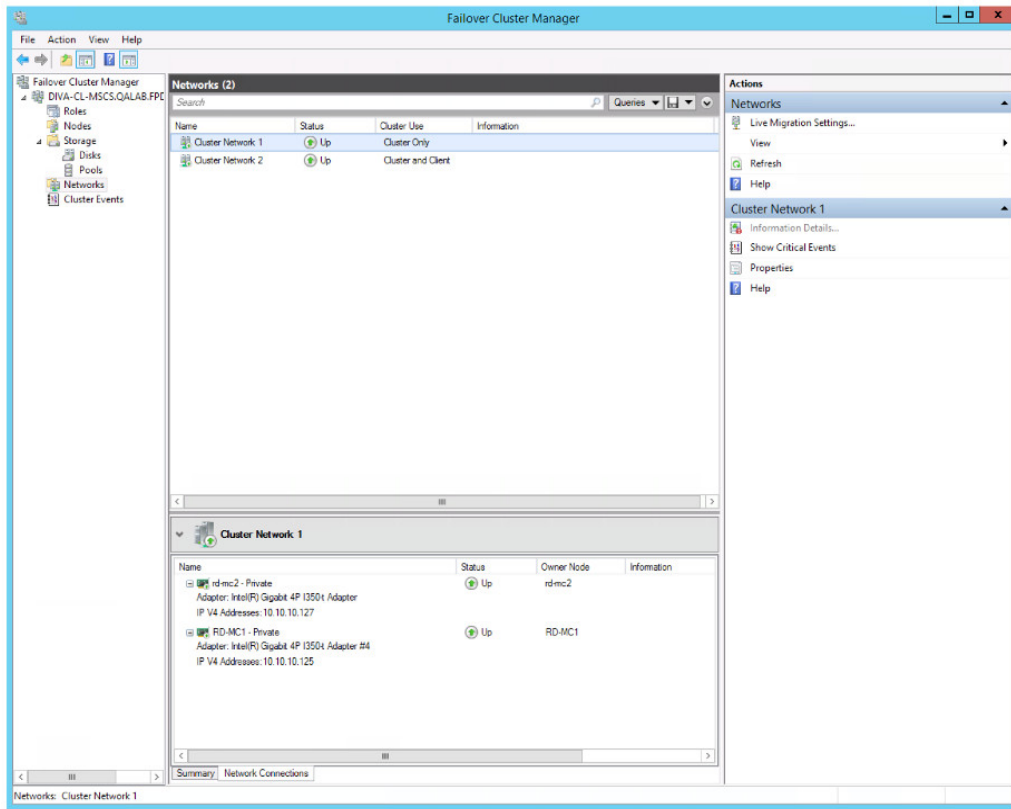 Failover Cluster Manager
File Action View Help
Failover Cluster Manager
DIVA-CL-MSCS.QALAB.FPD
Roles
Nodes
Storage
Disks
Pools
Networks
Cluster Events
Networks (2)
Search
Queries
Name Status Cluster Use Information
Cluster Network 1 Up Cluster Only
Cluster Network 2 Up Cluster and Client
Cluster Network 1
Name Status Owner Node Information
rd-mc2 - Private Up rd-mc2
Adapter: Intel(R) Gigabit 4P I350-t Adapter
IP V4 Addresses: 10.10.10.127
RD-MC1 - Private Up RD-MC1
Adapter: Intel(R) Gigabit 4P I350-t Adapter #4
IP V4 Addresses: 10.10.10.125
Summary Network Connections
Actions
Networks
Live Migration Settings...
View
Refresh
Help
Cluster Network 1
Information Details...
Show Critical Events
Properties
Help
Networks: Cluster Network 1